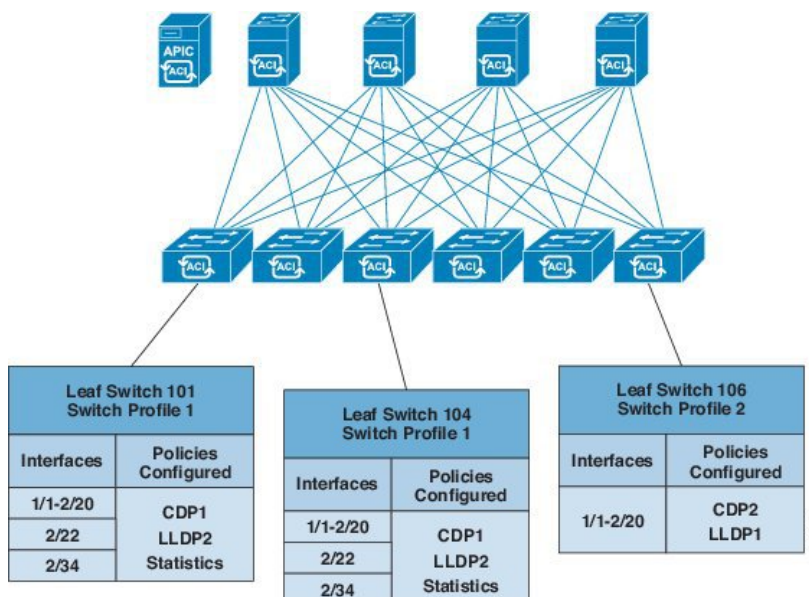 APIC
ACI
ACI
ACI
ACI
ACI
ACI
ACI
ACI
ACI
ACI
ACI
Leaf Switch 101
Switch Profile 1
Interfaces
Policies
Configured
1/1-2/20
2/22
2/34
CDP1
LLDP2
Statistics
Leaf Switch 104
Switch Profile 1
Interfaces
Policies
Configured
1/1-2/20
2/22
2/34
CDP1
LLDP2
Statistics
Leaf Switch 106
Switch Profile 2
Interfaces
Policies
Configured
1/1-2/20
CDP2
LLDP1